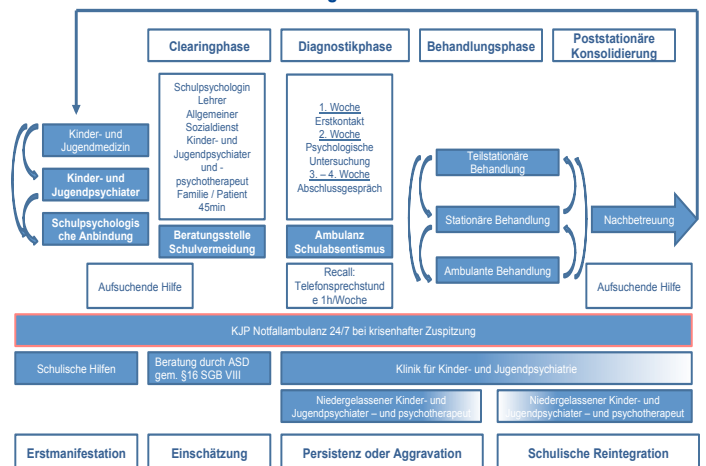 Clearingphase
Diagnostikphase
Behandlungsphase
Poststationäre
Konsolidierung
Schulpsychologin
Lehrer
Allgemeiner
Sozialdienst
Kinder- und
Jugendpsychiater
und -
psychotherapeut
Familie / Patient
45min
1. Woche
Erstkontakt
2. Woche
Psychologische
Untersuchung
3. – 4. Woche
Abschlussgespräch
Kinder- und
Jugendmedizin
Kinder- und
Jugendpsychiater
Schulpsychologis
che Anbindung
Beratungsstelle
Schulvermeidung
Ambulanz
Schulabsentismus
Teilstationäre
Behandlung
Stationäre Behandlung
Ambulante Behandlung
Nachbetreuung
Aufsuchende Hilfe
Recall:
Telefonsprechstund
e 1h/Woche
Aufsuchende Hilfe
KJP Notfallambulanz 24/7 bei krisenhafter Zuspitzung
Schulische Hilfen
Beratung durch ASD
gem. §16 SGB VIII
Klinik für Kinder- und Jugendpsychiatrie
Niedergelassener Kinder- und
Jugendpsychiater – und psychotherapeut
Niedergelassener Kinder- und
Jugendpsychiater – und psychotherapeut
Erstmanifestation
Einschätzung
Persistenz oder Aggravation
Schulische Reintegration